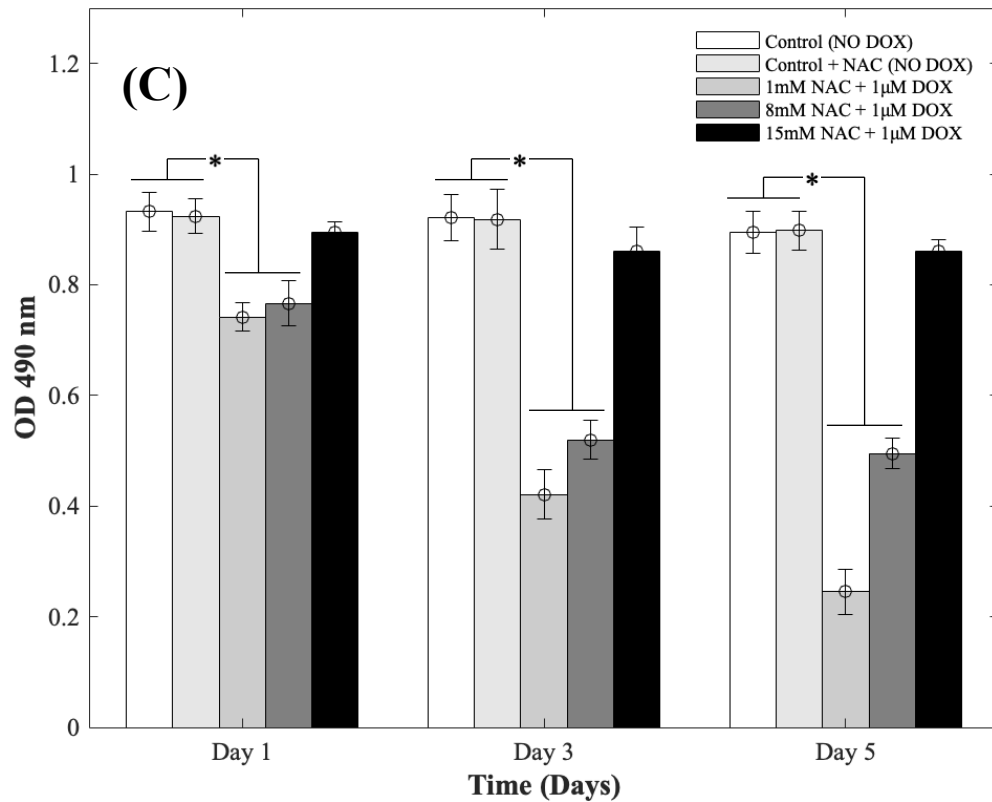 (C)
Control (NO DOX)
Control + NAC (NO DOX)
1mM NAC + 1μM DOX
8mM NAC + 1μM DOX
15mM NAC + 1μM DOX
1.2
1
0.8
0.6
0.4
0.2
0
OD 490 nm
*
*
*
Day 1
Day 3
Day 5
Time (Days)